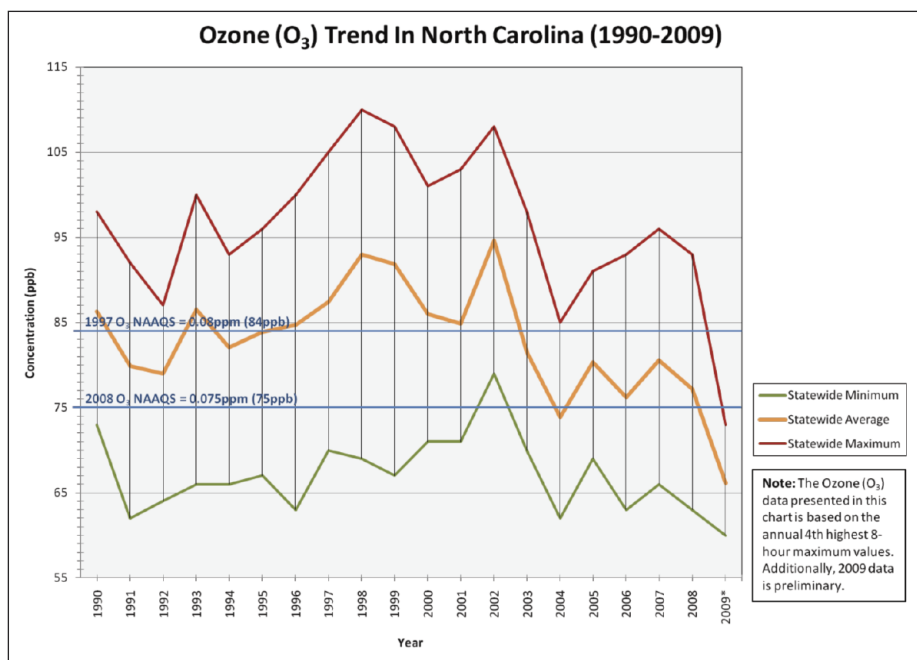 Ozone (O₃) Trend In North Carolina (1990-2009)
115
105
95
85
75
65
55
Concentration (ppb)
1997 O₃ NAAQS = 0.08ppm (84ppb)
2008 O₃ NAAQS = 0.075ppm (75ppb)
1990
1991
1992
1993
1994
1995
1996
1997
1998
1999
2000
2001
2002
2003
2004
2005
2006
2007
2008
2009*
Year
Statewide Minimum
Statewide Average
Statewide Maximum
Note: The Ozone (O₃)
data presented in this
chart is based on the
annual 4th highest 8-
hour maximum values.
Additionally, 2009 data
is preliminary.